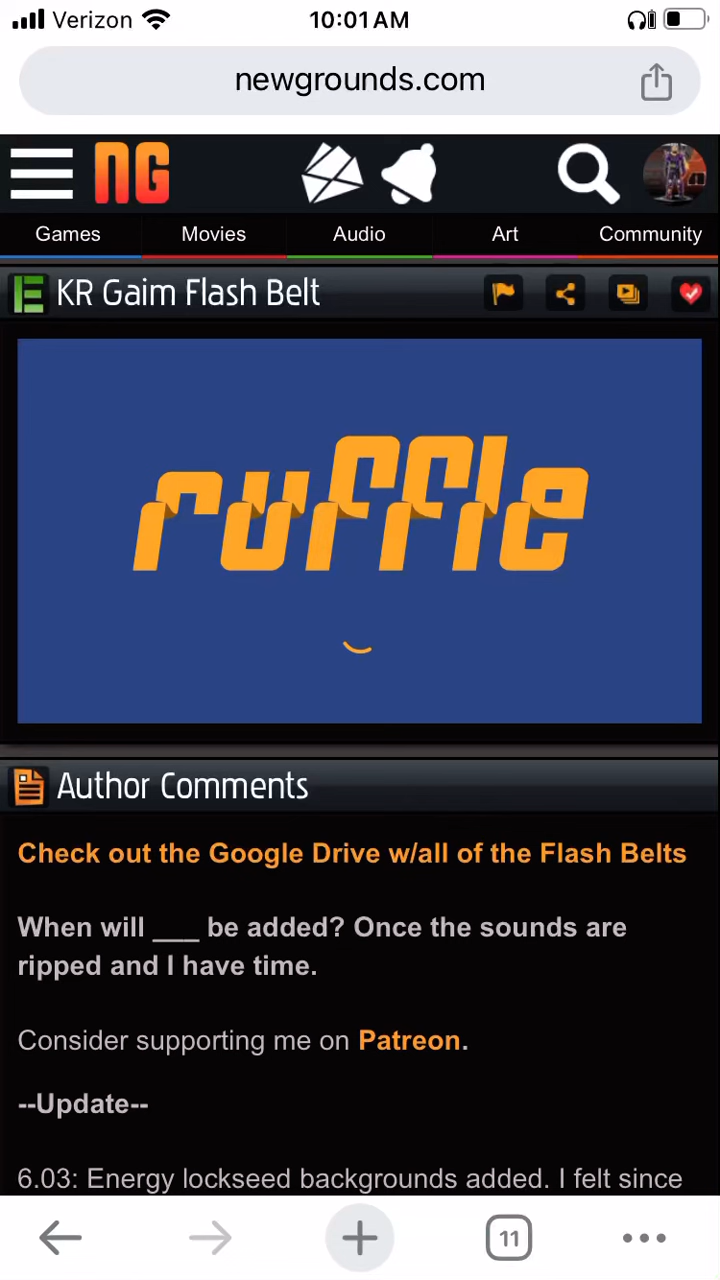 Verizon 10:01 AM
newgrounds.com
NG
Games Movies Audio Art Community
E KR Gaim Flash Belt
ruffle
Author Comments
Check out the Google Drive w/all of the Flash Belts
When will ___ be added? Once the sounds are
ripped and I have time.
Consider supporting me on Patreon.
--Update--
6.03: Energy lockseed backgrounds added. I felt since
11